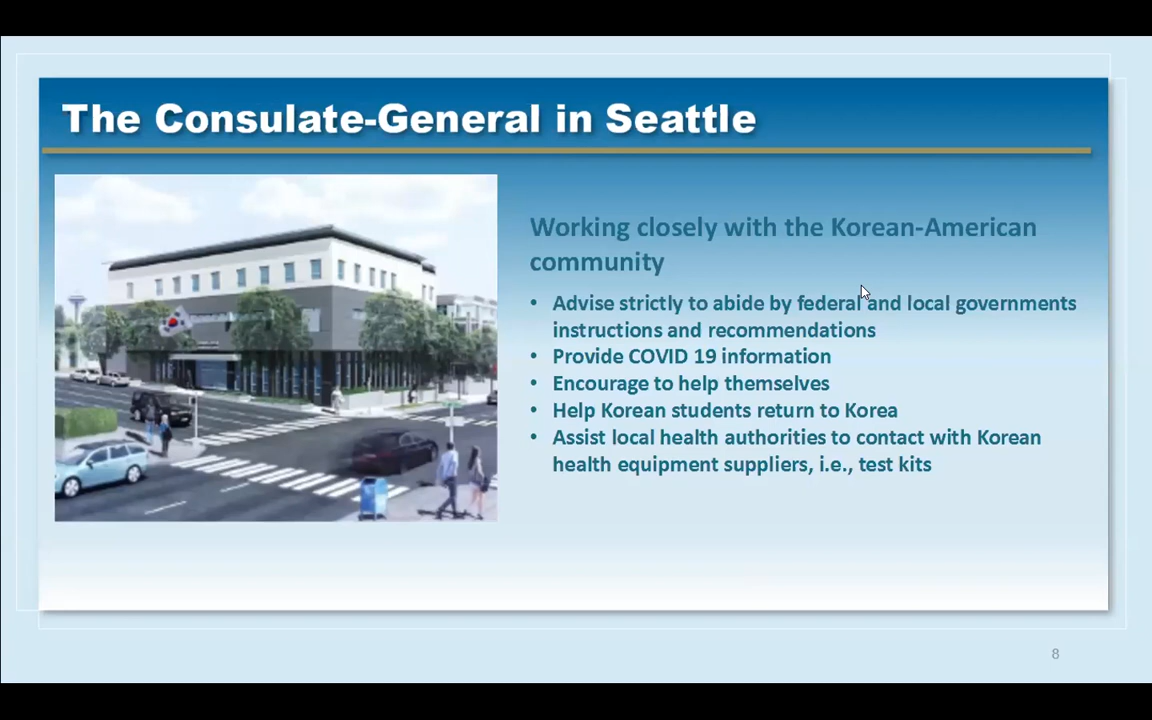 The Consulate-General in Seattle
Working closely with the Korean-American
community
• Advise strictly to abide by federal and local governments
instructions and recommendations
• Provide COVID 19 information
• Encourage to help themselves
• Help Korean students return to Korea
• Assist local health authorities to contact with Korean
health equipment suppliers, i.e., test kits
8